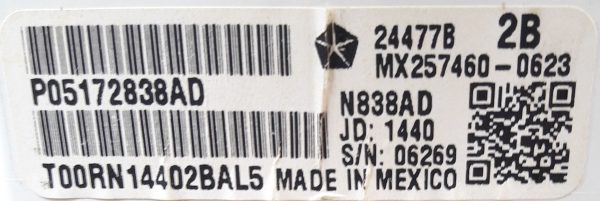 24477B 2B
MX257460-0623
P05172838AD
N838AD
JD: 1440
S/N: 06269
T00RN14402BAL5 MADE IN MEXICO